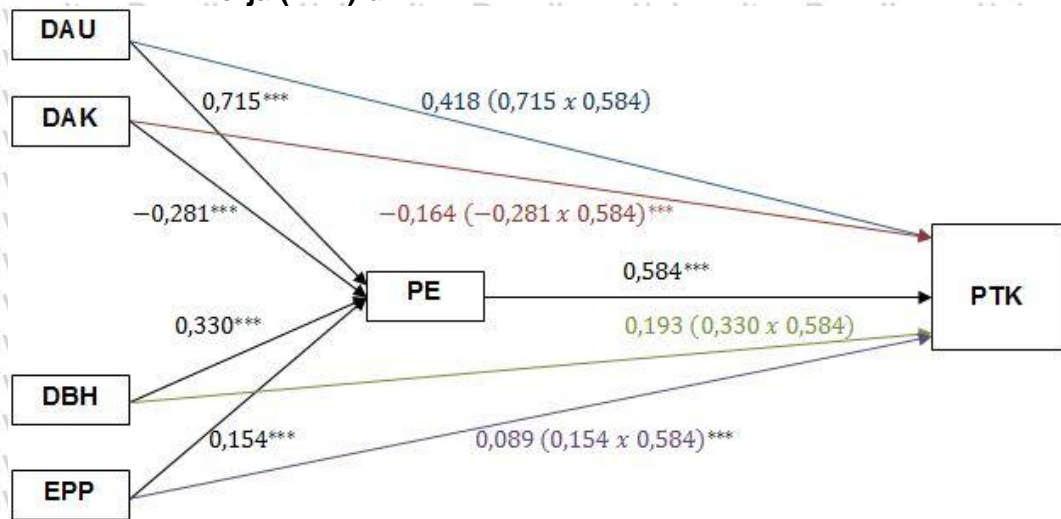 DAU
0,715***
0,418 (0,715 x 0,584)
DAK
−0,281***
−0,164 (−0,281 x 0,584)***
PE
0,584***
PTK
0,330***
0,193 (0,330 x 0,584)
DBH
0,154***
0,089 (0,154 x 0,584)***
EPP